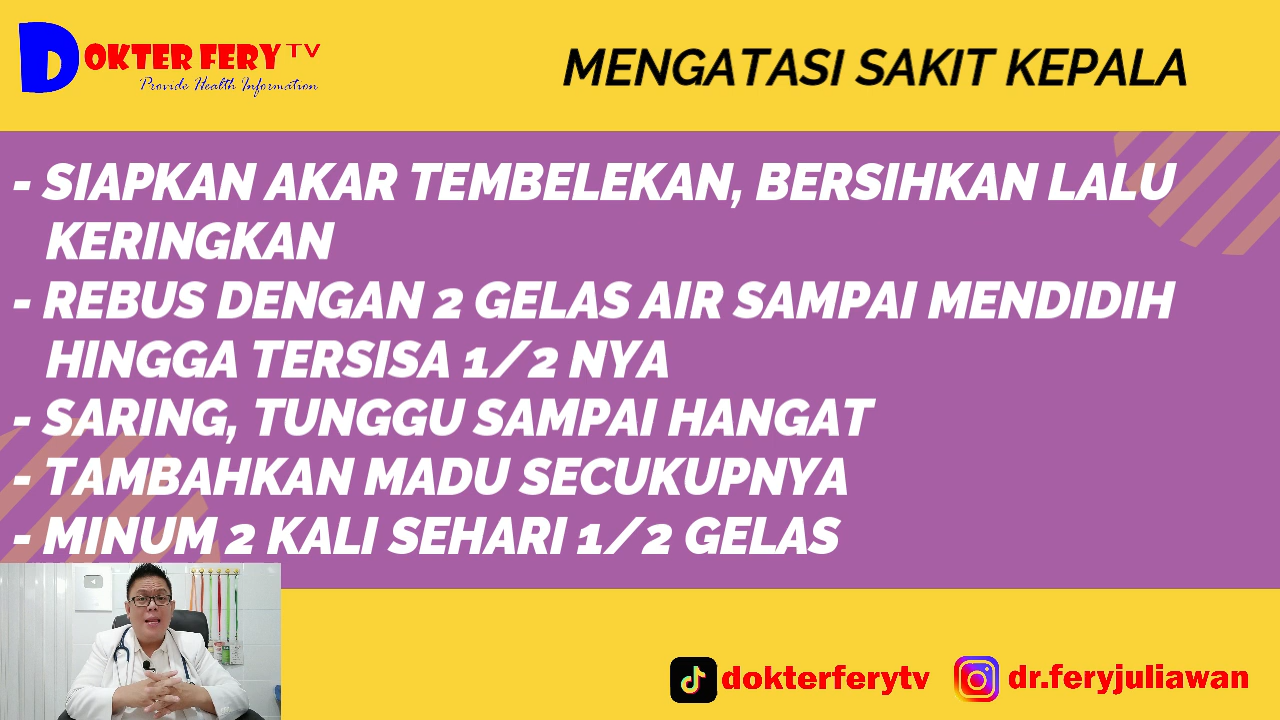 DOKTER FERY TV
Provide Health Information
MENGATASI SAKIT KEPALA
- SIAPKAN AKAR TEMBELEKAN, BERSIHKAN LALU
KERINGKAN
- REBUS DENGAN 2 GELAS AIR SAMPAI MENDIDIH
HINGGA TERSISA 1/2 NYA
- SARING, TUNGGU SAMPAI HANGAT
- TAMBAHKAN MADU SECUKUPNYA
- MINUM 2 KALI SEHARI 1/2 GELAS
dokterferytv
dr.feryjuliawan